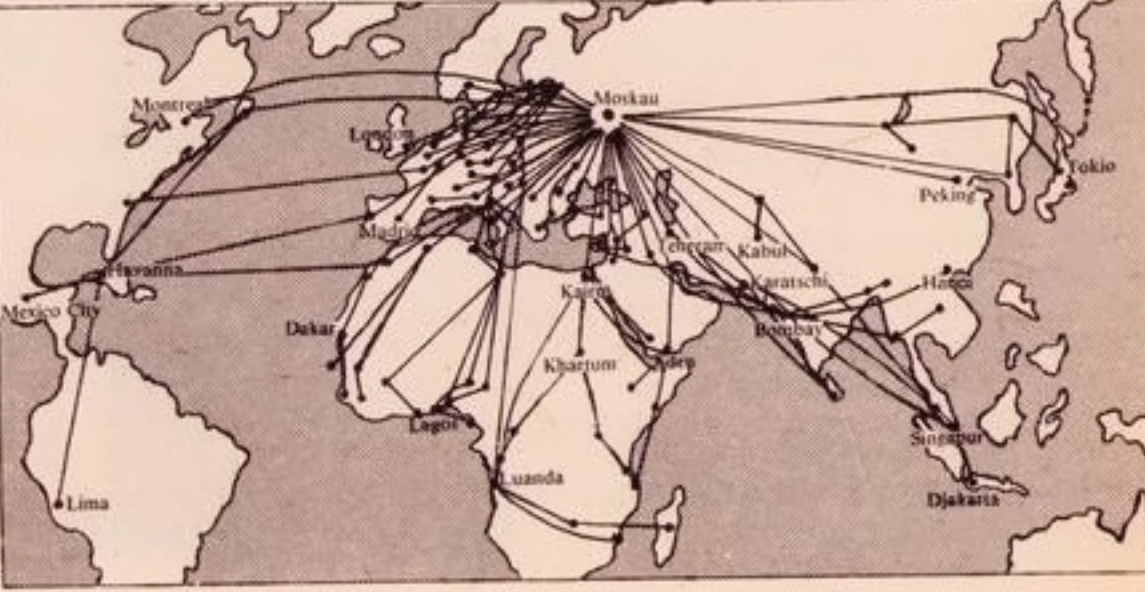 Montreal
Moskau
London
Tokio
Peking
Madrid
Teheran
Kabul
Havanna
Karatschi
Hanoi
Kairo
Mexico City
Dakar
Bombay
Khartum
Aden
Lagos
Singapur
Luanda
Lima
Djakarta